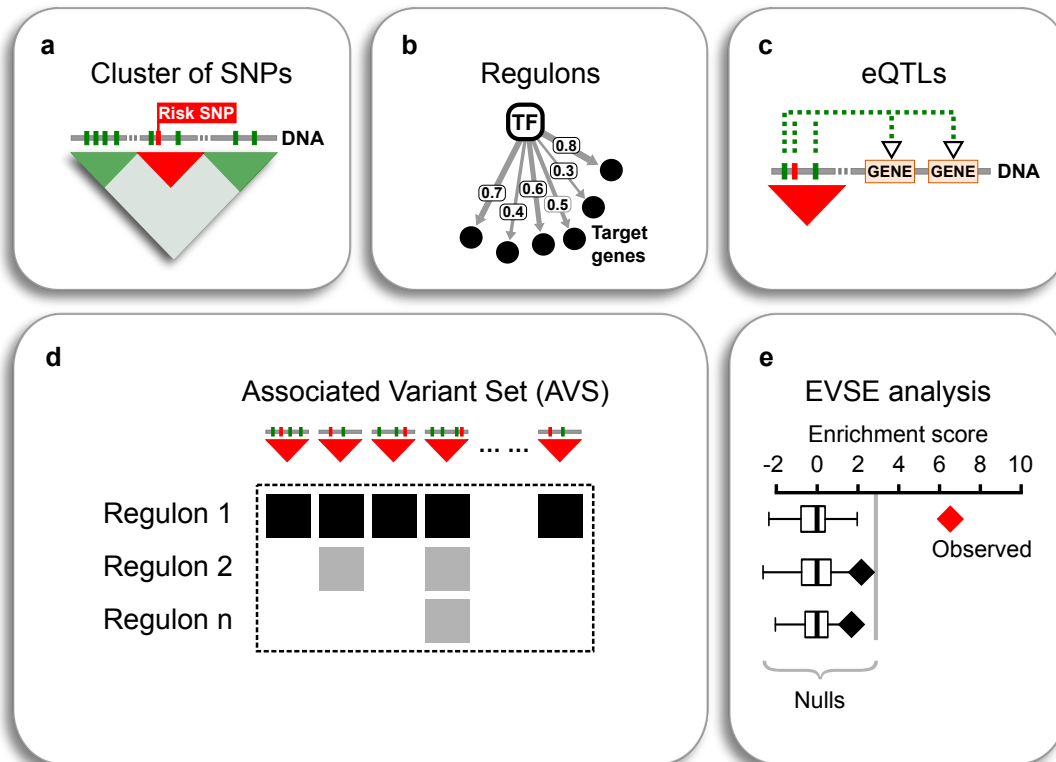 a
Cluster of SNPs
Risk SNP
DNA
b
Regulons
TF
0.8
0.3
0.7
0.6
0.5
0.4
Target
genes
c
eQTLs
GENE
GENE
DNA
d
Associated Variant Set (AVS)
... ...
Regulon 1
Regulon 2
Regulon n
e
EVSE analysis
Enrichment score
-2 0 2 4 6 8 10
Observed
Nulls